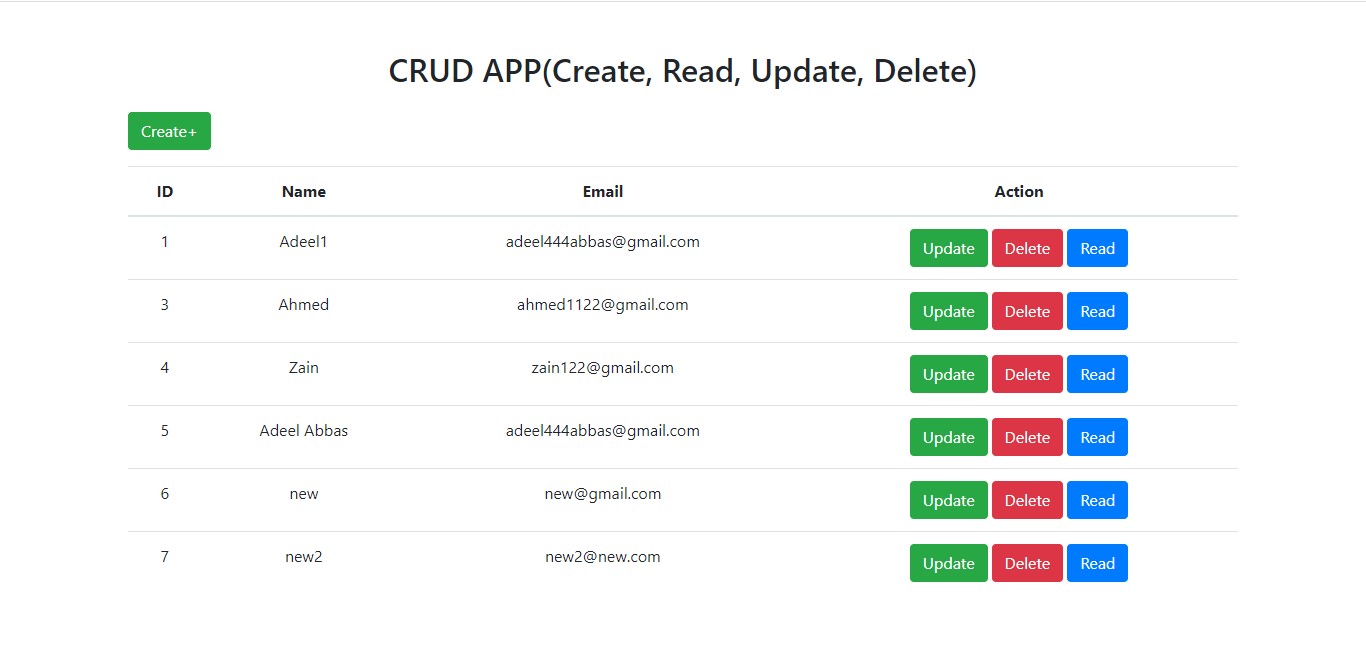 CRUD APP(Create, Read, Update, Delete)
Create+
ID Name Email Action
1 Adeel1 adeel444abbas@gmail.com Update Delete Read
3 Ahmed ahmed1122@gmail.com Update Delete Read
4 Zain zain122@gmail.com Update Delete Read
5 Adeel Abbas adeel444abbas@gmail.com Update Delete Read
6 new new@gmail.com Update Delete Read
7 new2 new2@new.com Update Delete Read